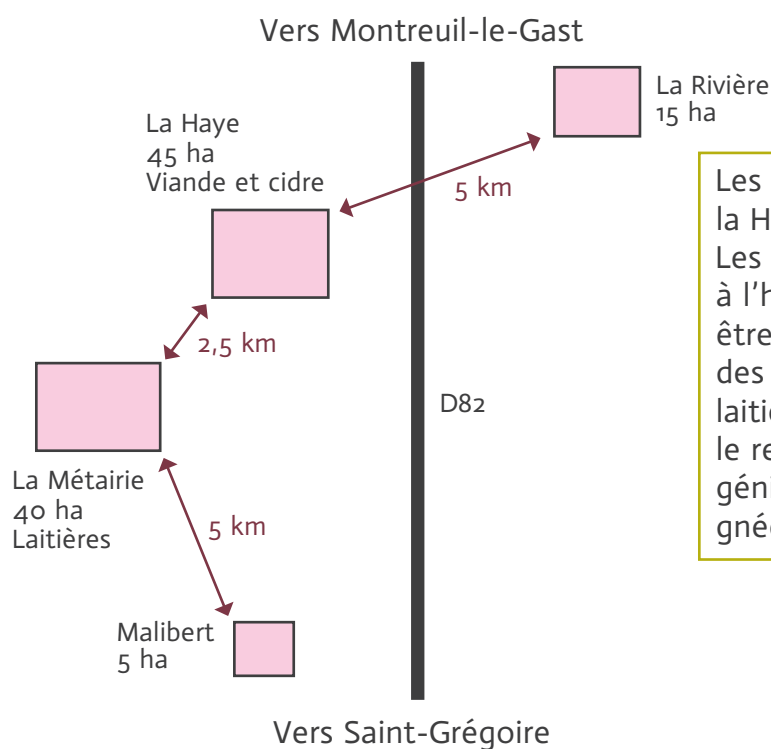 Vers Montreuil-le-Gast
La Rivière
15 ha
La Haye
45 ha
Viande et cidre
5 km
2,5 km
D82
La Métairie
40 ha
Laitières
5 km
Malibert
5 ha
Vers Saint-Grégoire
Les
la H
Les
à l'h
être
des
laiti
le re
géni
gné